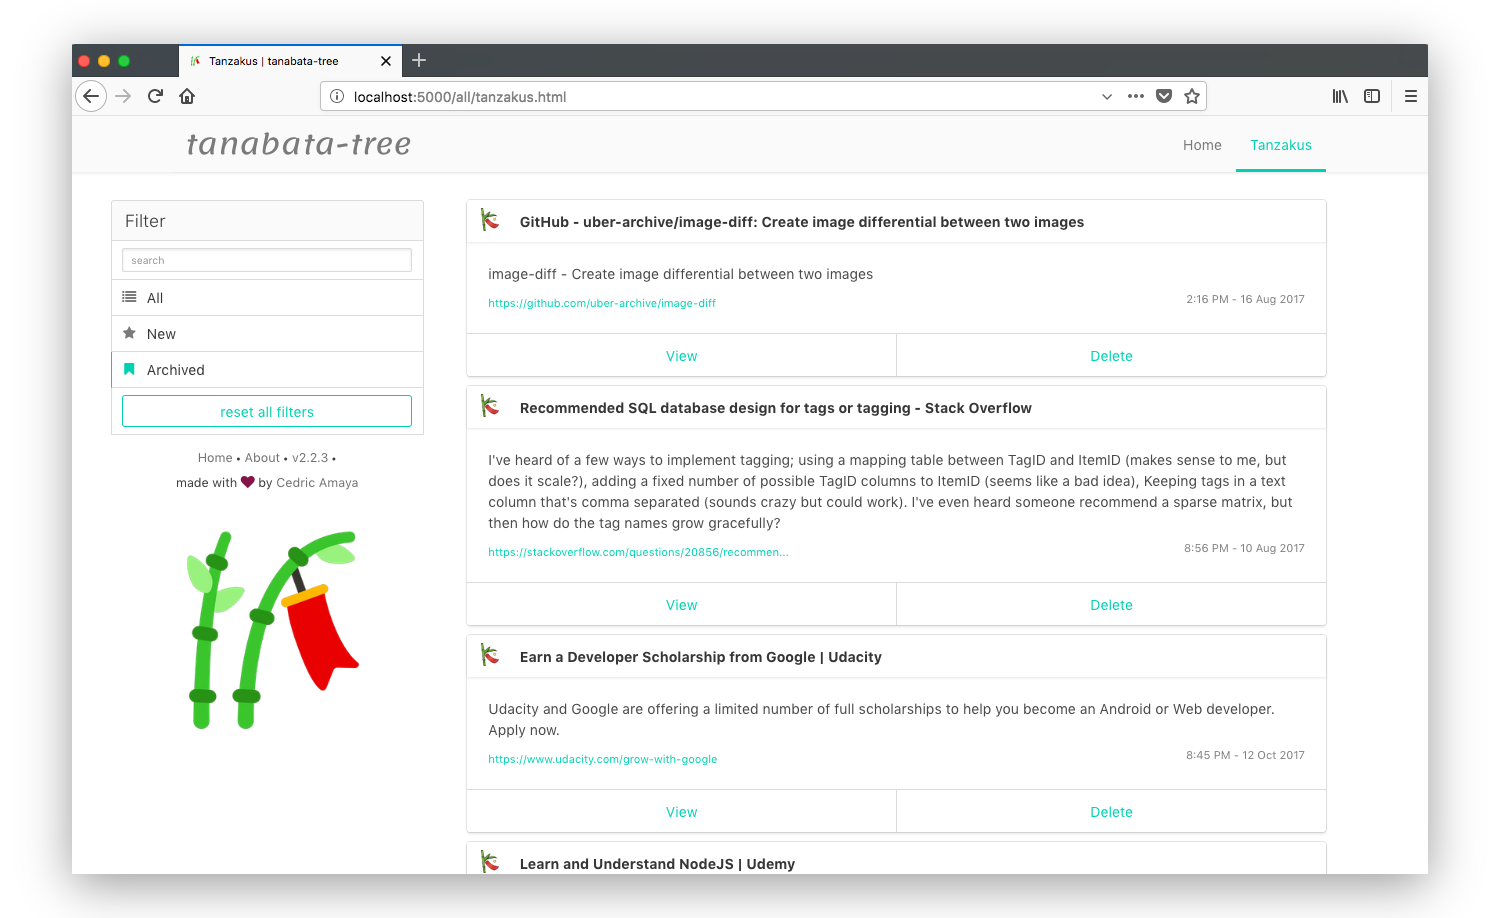 Tanzakus | tanabata-tree
localhost:5000/all/tanzakus.html
tanabata-tree
Home
Tanzakus
Filter
search
All
New
Archived
reset all filters
Home • About • v2.2.3 •
made with by Cedric Amaya
GitHub - uber-archive/image-diff: Create image differential between two images
image-diff - Create image differential between two images
https://github.com/uber-archive/image-diff
2:16 PM - 16 Aug 2017
View
Delete
Recommended SQL database design for tags or tagging - Stack Overflow
I've heard of a few ways to implement tagging; using a mapping table between TagID and ItemID (makes sense to me, but
does it scale?), adding a fixed number of possible TagID columns to ItemID (seems like a bad idea), Keeping tags in a text
column that's comma separated (sounds crazy but could work). I've even heard someone recommend a sparse matrix, but
then how do the tag names grow gracefully?
https://stackoverflow.com/questions/20856/recommen...
8:56 PM - 10 Aug 2017
View
Delete
Earn a Developer Scholarship from Google | Udacity
Udacity and Google are offering a limited number of full scholarships to help you become an Android or Web developer.
Apply now.
https://www.udacity.com/grow-with-google
8:45 PM - 12 Oct 2017
View
Delete
Learn and Understand NodeJS | Udemy